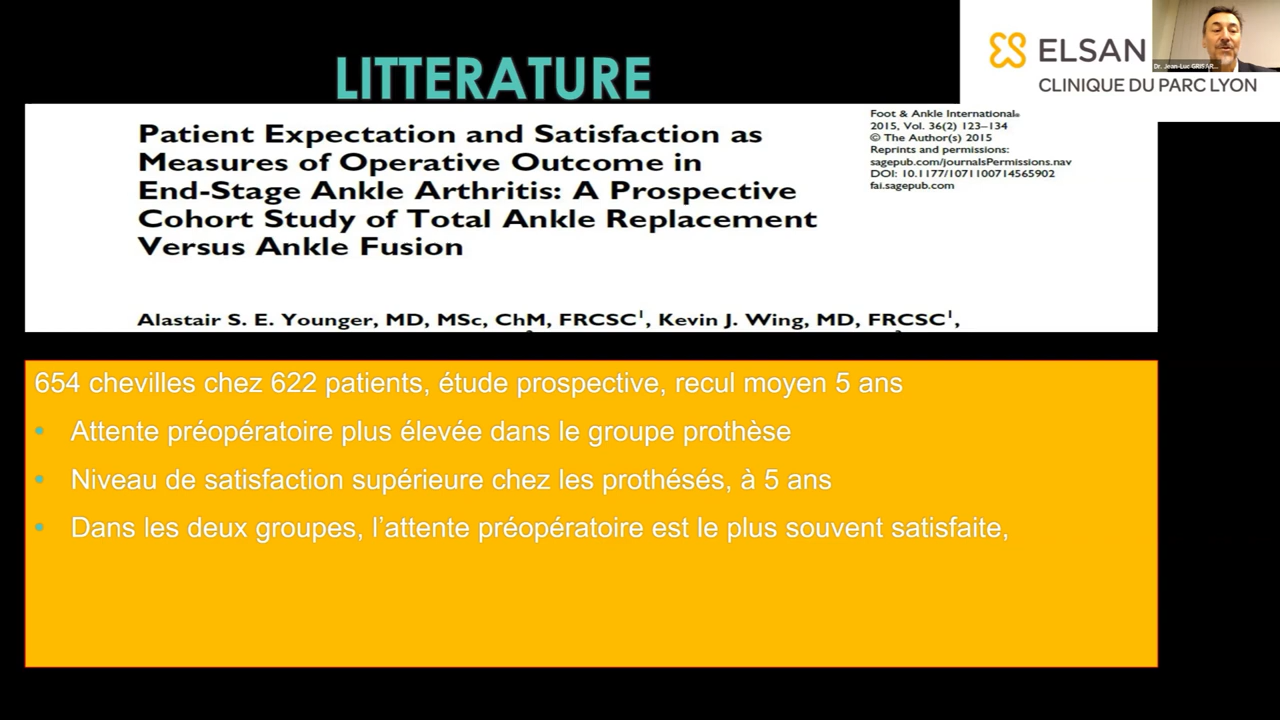 LITTERATURE
ELSAN
CLINIQUE DU PARC LYON
Patient Expectation and Satisfaction as
Measures of Operative Outcome in
End-Stage Ankle Arthritis: A Prospective
Cohort Study of Total Ankle Replacement
Versus Ankle Fusion
Foot & Ankle International®
2015, Vol. 36(2) 123–134
© The Author(s) 2015
Reprints and permissions:
sagepub.com/journalsPermissions.nav
DOI: 10.1177/1071100714565902
fai.sagepub.com
Alastair S. E. Younger, MD, MSc, ChM, FRCSC¹, Kevin J. Wing, MD, FRCSC¹,
654 chevilles chez 622 patients, étude prospective, recul moyen 5 ans
• Attente préopératoire plus élevée dans le groupe prothèse
• Niveau de satisfaction supérieure chez les prothésés, à 5 ans
• Dans les deux groupes, l’attente préopératoire est le plus souvent satisfaite,